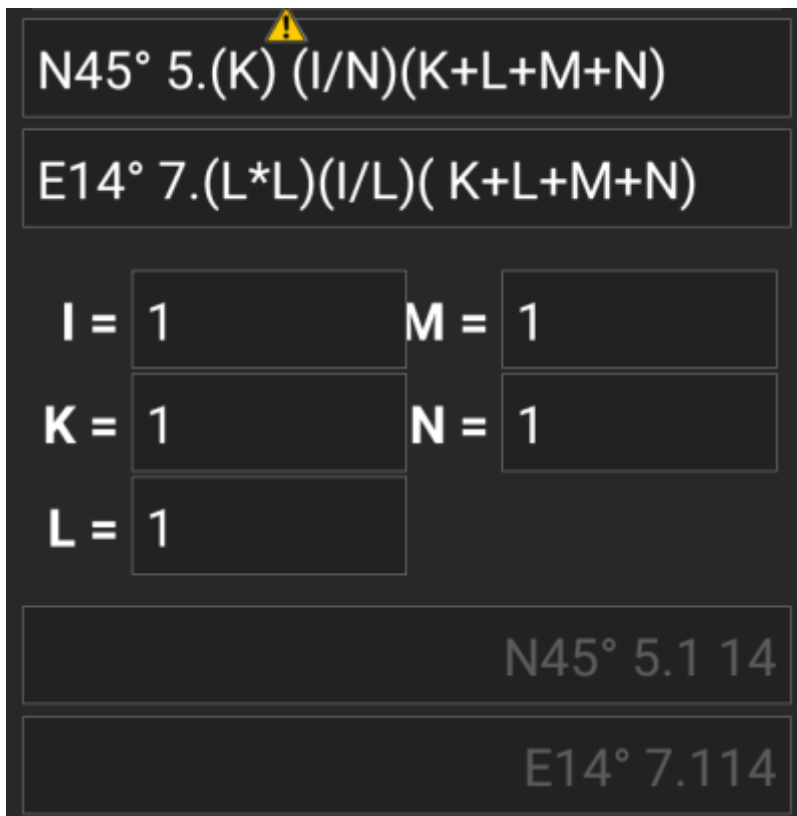 N45° 5.(K) (I/N)(K+L+M+N)
E14° 7.(L*L)(I/L)( K+L+M+N)
I = 1 M = 1
K = 1 N = 1
L = 1
N45° 5.1 14
E14° 7.114